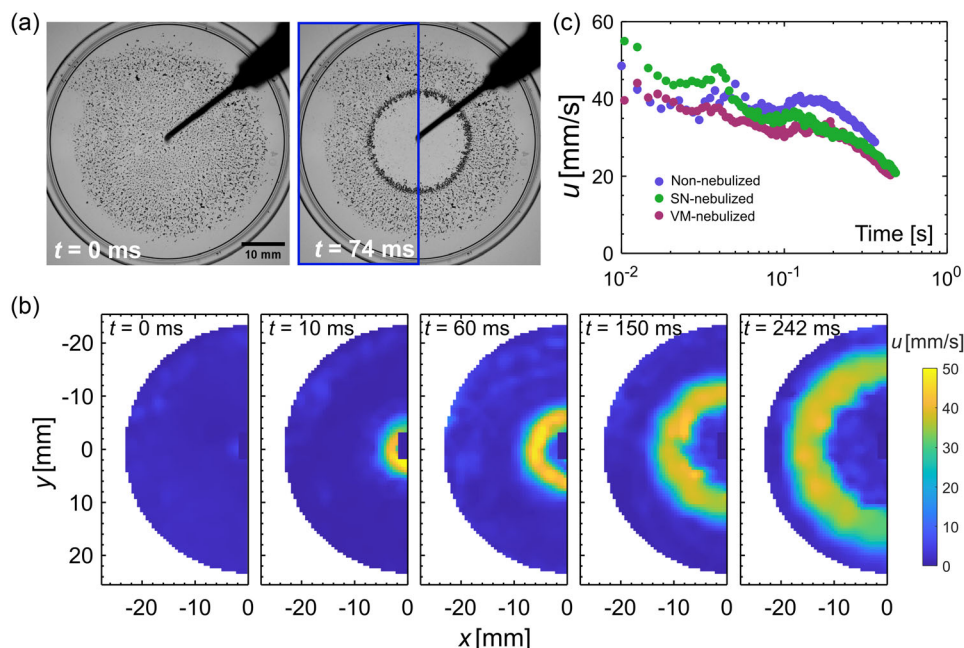 (a)
t = 0 ms
10 mm
t = 74 ms
(c)
u [mm/s]
60
40
20
0
Non-nebulized
SN-nebulized
VM-nebulized
Time [s]
10⁻² 10⁻¹ 10⁰
(b)
t = 0 ms
t = 10 ms
t = 60 ms
t = 150 ms
t = 242 ms
y [mm]
-20
-10
0
10
20
-20 -10 0
-20 -10 0
-20 -10 0
-20 -10 0
-20 -10 0
x [mm]
u [mm/s]
50
40
30
20
10
0